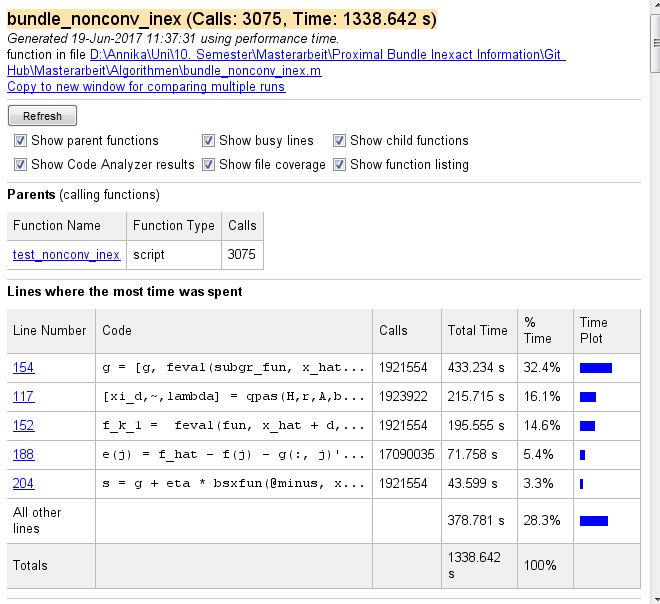 bundle_nonconv_inex (Calls: 3075, Time: 1338.642 s)
Generated 19-Jun-2017 11:37:31 using performance time.
function in file D:\Annika\Uni\10. Semester\Masterarbeit\Proximal Bundle Inexact Information\Git
Hub\Masterarbeit\Algorithmen\bundle_nonconv_inex.m
Copy to new window for comparing multiple runs
Refresh
Show parent functions Show busy lines Show child functions
Show Code Analyzer results Show file coverage Show function listing
Parents (calling functions)
Function Name Function Type Calls
test_nonconv_inex script 3075
Lines where the most time was spent
Line Number Code Calls Total Time % Time Time Plot
154 g = [g, feval(subgr_fun, x_hat... 1921554 433.234 s 32.4%
117 [xi_d,~,lambda] = qpas(H,r,A,b... 1923922 215.715 s 16.1%
152 f_k_1 =  feval(fun, x_hat + d,... 1921554 195.555 s 14.6%
188 e(j) = f_hat - f(j) - g(:, j)'... 17090035 71.758 s 5.4%
204 s = g + eta * bsxfun(@minus, x... 1921554 43.599 s 3.3%
All other lines 378.781 s 28.3%
Totals 1338.642 s 100%